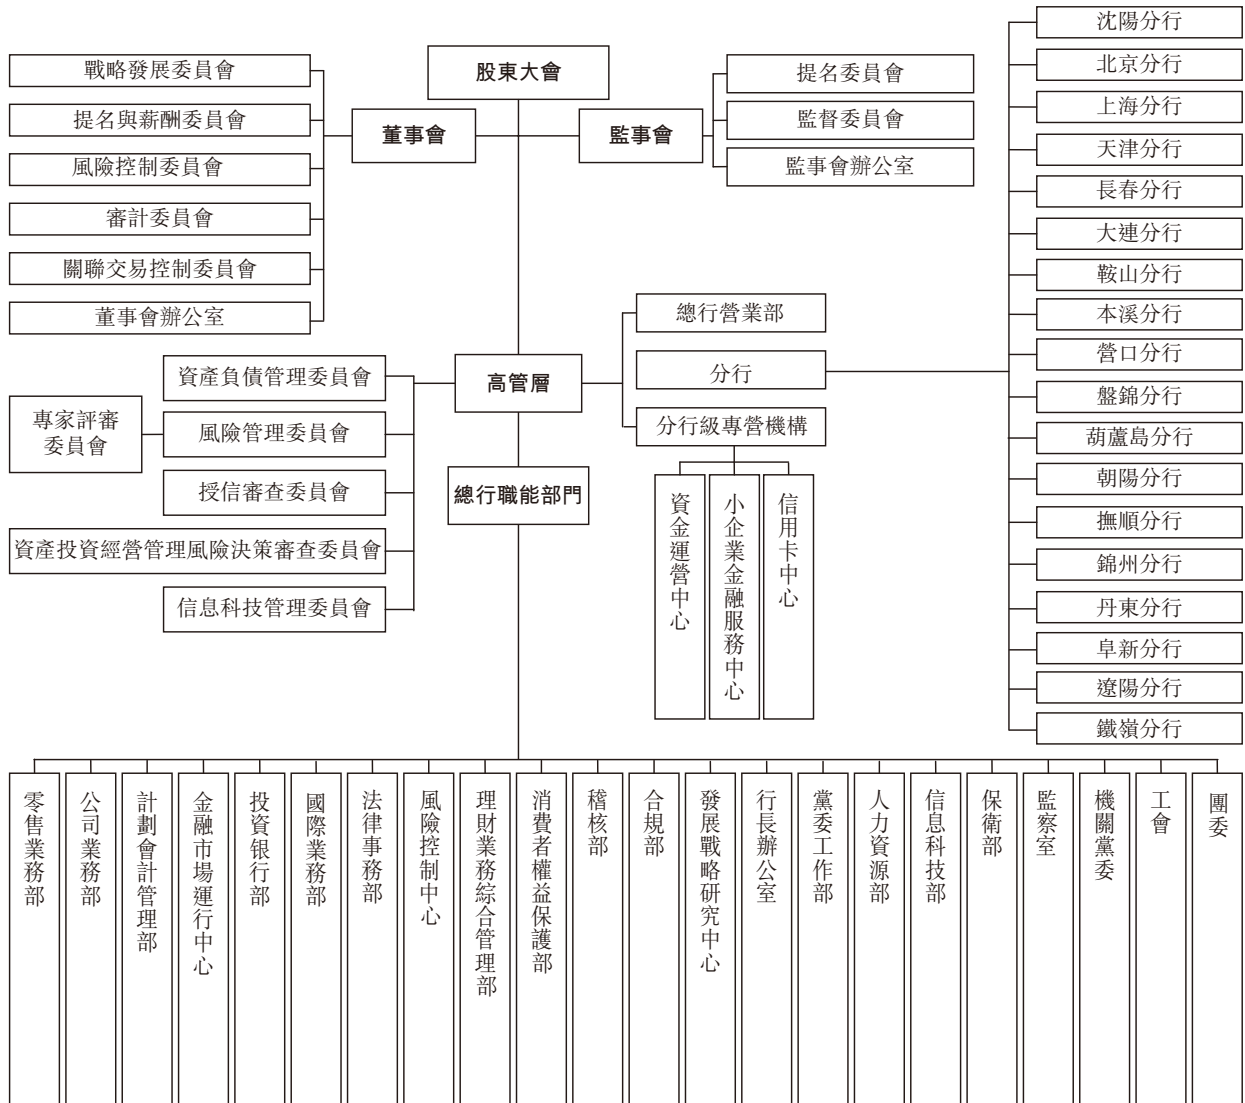 股東大會
董事會
監事會
戰略發展委員會
提名與薪酬委員會
風險控制委員會
審計委員會
關聯交易控制委員會
董事會辦公室
提名委員會
監督委員會
監事會辦公室
高管層
資產負債管理委員會
專家評審
委員會
風險管理委員會
授信審查委員會
資產投資經營管理風險決策審查委員會
信息科技管理委員會
總行營業部
分行
分行級專營機構
資金運營中心
小企業金融服務中心
信用卡中心
沈陽分行
北京分行
上海分行
天津分行
長春分行
大連分行
鞍山分行
本溪分行
營口分行
盤錦分行
葫蘆島分行
朝陽分行
撫順分行
錦州分行
丹東分行
阜新分行
遼陽分行
鐵嶺分行
總行職能部門
零售業務部
公司業務部
計劃會計管理部
金融市場運行中心
投資银行部
國際業務部
法律事務部
風險控制中心
理財業務綜合管理部
消費者權益保護部
稽核部
合規部
發展戰略研究中心
行長辦公室
黨委工作部
人力資源部
信息科技部
保衛部
監察室
機關黨委
工會
團委